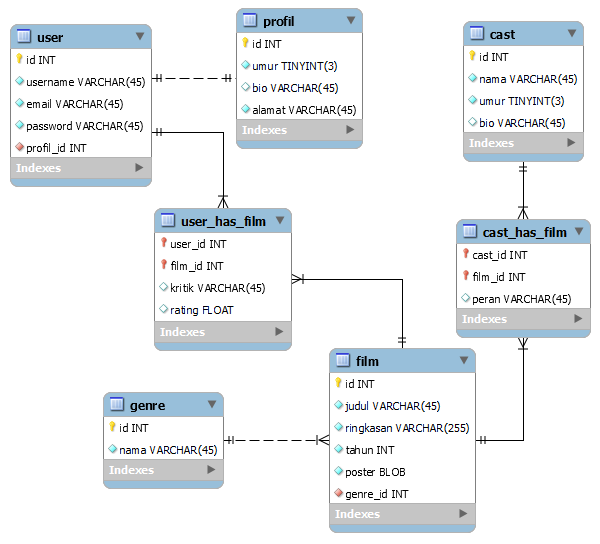 user
id INT
username VARCHAR(45)
email VARCHAR(45)
password VARCHAR(45)
profil_id INT
Indexes
profil
id INT
umur TINYINT(3)
bio VARCHAR(45)
alamat VARCHAR(45)
Indexes
cast
id INT
nama VARCHAR(45)
umur TINYINT(3)
bio VARCHAR(45)
Indexes
user_has_film
user_id INT
film_id INT
kritik VARCHAR(45)
rating FLOAT
Indexes
cast_has_film
cast_id INT
film_id INT
peran VARCHAR(45)
Indexes
genre
id INT
nama VARCHAR(45)
Indexes
film
id INT
judul VARCHAR(45)
ringkasan VARCHAR(255)
tahun INT
poster BLOB
genre_id INT
Indexes